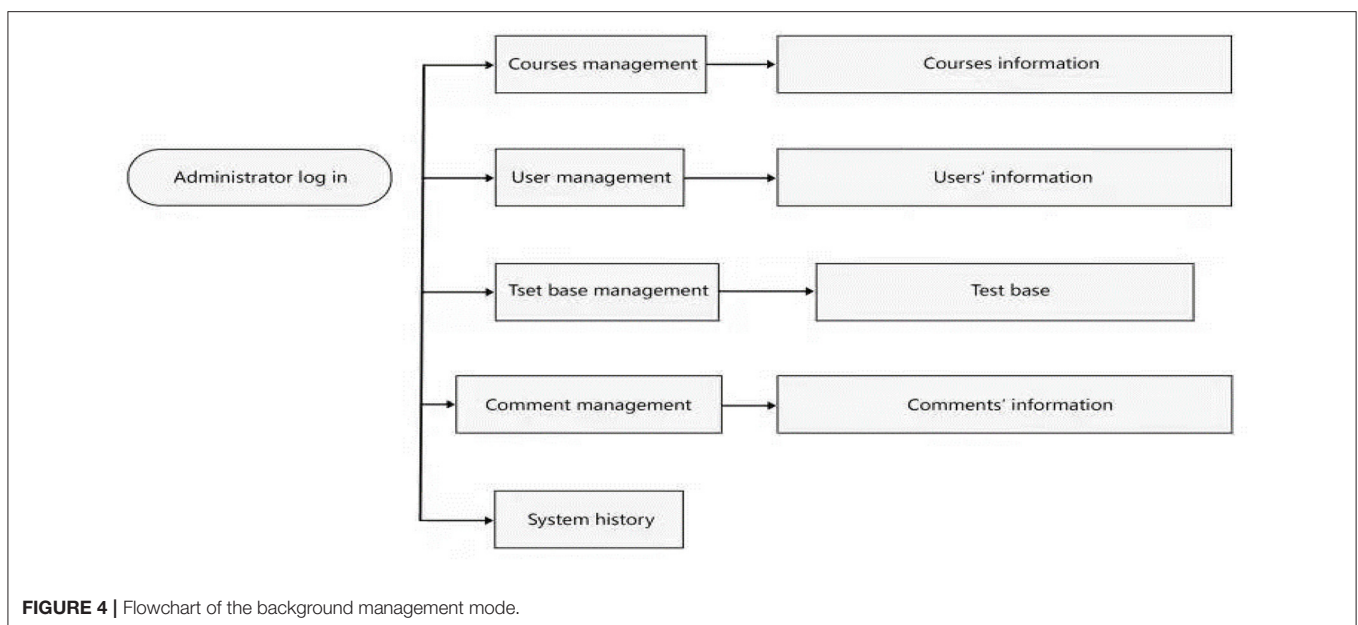 Courses management
Courses information
Administrator log in
User management
Users' information
Tset base management
Test base
Comment management
Comments' information
System history
FIGURE 4 | Flowchart of the background management mode.